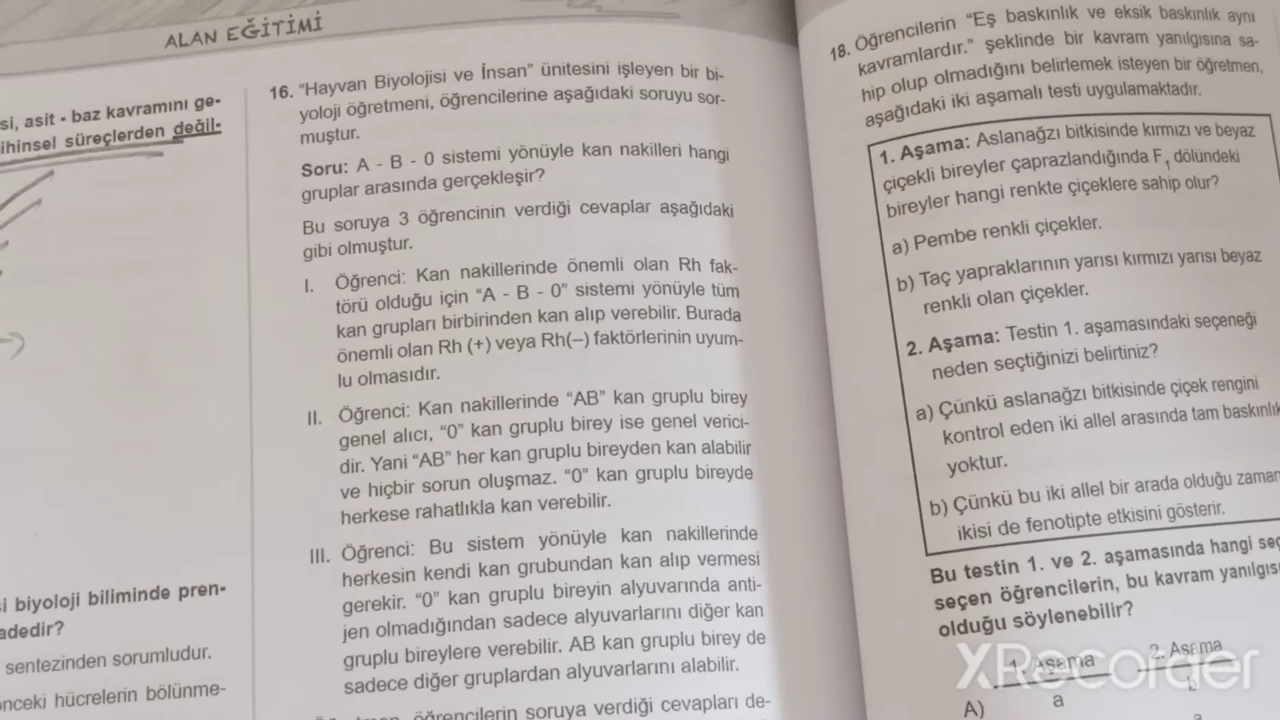 ALAN EĞİTİMİ
si, asit - baz kavramını ge-
ihinsel süreçlerden değil-
i biyoloji biliminde pren-
adedir?
sentezinden sorumludur.
önceki hücrelerin bölünme-
16. "Hayvan Biyolojisi ve İnsan" ünitesini işleyen bir bi-
yoloji öğretmeni, öğrencilerine aşağıdaki soruyu sor-
muştur.
Soru: A - B - 0 sistemi yönüyle kan nakilleri hangi
gruplar arasında gerçekleşir?
Bu soruya 3 öğrencinin verdiği cevaplar aşağıdaki
gibi olmuştur.
I. Öğrenci: Kan nakillerinde önemli olan Rh fak-
törü olduğu için "A - B - 0" sistemi yönüyle tüm
kan grupları birbirinden kan alıp verebilir. Burada
önemli olan Rh (+) veya Rh(−) faktörlerinin uyum-
lu olmasıdır.
II. Öğrenci: Kan nakillerinde "AB" kan gruplu birey
genel alıcı, "0" kan gruplu birey ise genel verici-
dir. Yani "AB" her kan gruplu bireyden kan alabilir
ve hiçbir sorun oluşmaz. "0" kan gruplu bireyde
herkese rahatlıkla kan verebilir.
III. Öğrenci: Bu sistem yönüyle kan nakillerinde
herkesin kendi kan grubundan kan alıp vermesi
gerekir. "0" kan gruplu bireyin alyuvarında anti-
jen olmadığından sadece alyuvarlarını diğer kan
gruplu bireylere verebilir. AB kan gruplu birey de
sadece diğer gruplardan alyuvarlarını alabilir.
öğrencilerin soruya verdiği cevapları de-
18. Öğrencilerin "Eş baskınlık ve eksik baskınlık aynı
kavramlardır." şeklinde bir kavram yanılgısına sa-
hip olup olmadığını belirlemek isteyen bir öğretmen,
aşağıdaki iki aşamalı testi uygulamaktadır.
1. Aşama: Aslanağzı bitkisinde kırmızı ve beyaz
çiçekli bireyler çaprazlandığında F1 dölündeki
bireyler hangi renkte çiçeklere sahip olur?
a) Pembe renkli çiçekler.
b) Taç yapraklarının yarısı kırmızı yarısı beyaz
renkli olan çiçekler.
2. Aşama: Testin 1. aşamasındaki seçeneği
neden seçtiğinizi belirtiniz?
a) Çünkü aslanağzı bitkisinde çiçek rengini
kontrol eden iki allel arasında tam baskınlık
yoktur.
b) Çünkü bu iki allel bir arada olduğu zaman
ikisi de fenotipte etkisini gösterir.
Bu testin 1. ve 2. aşamasında hangi seç
seçen öğrencilerin, bu kavram yanılgıs
olduğu söylenebilir?
1. Aşama 2. Aşama
A) a b
XRecorder